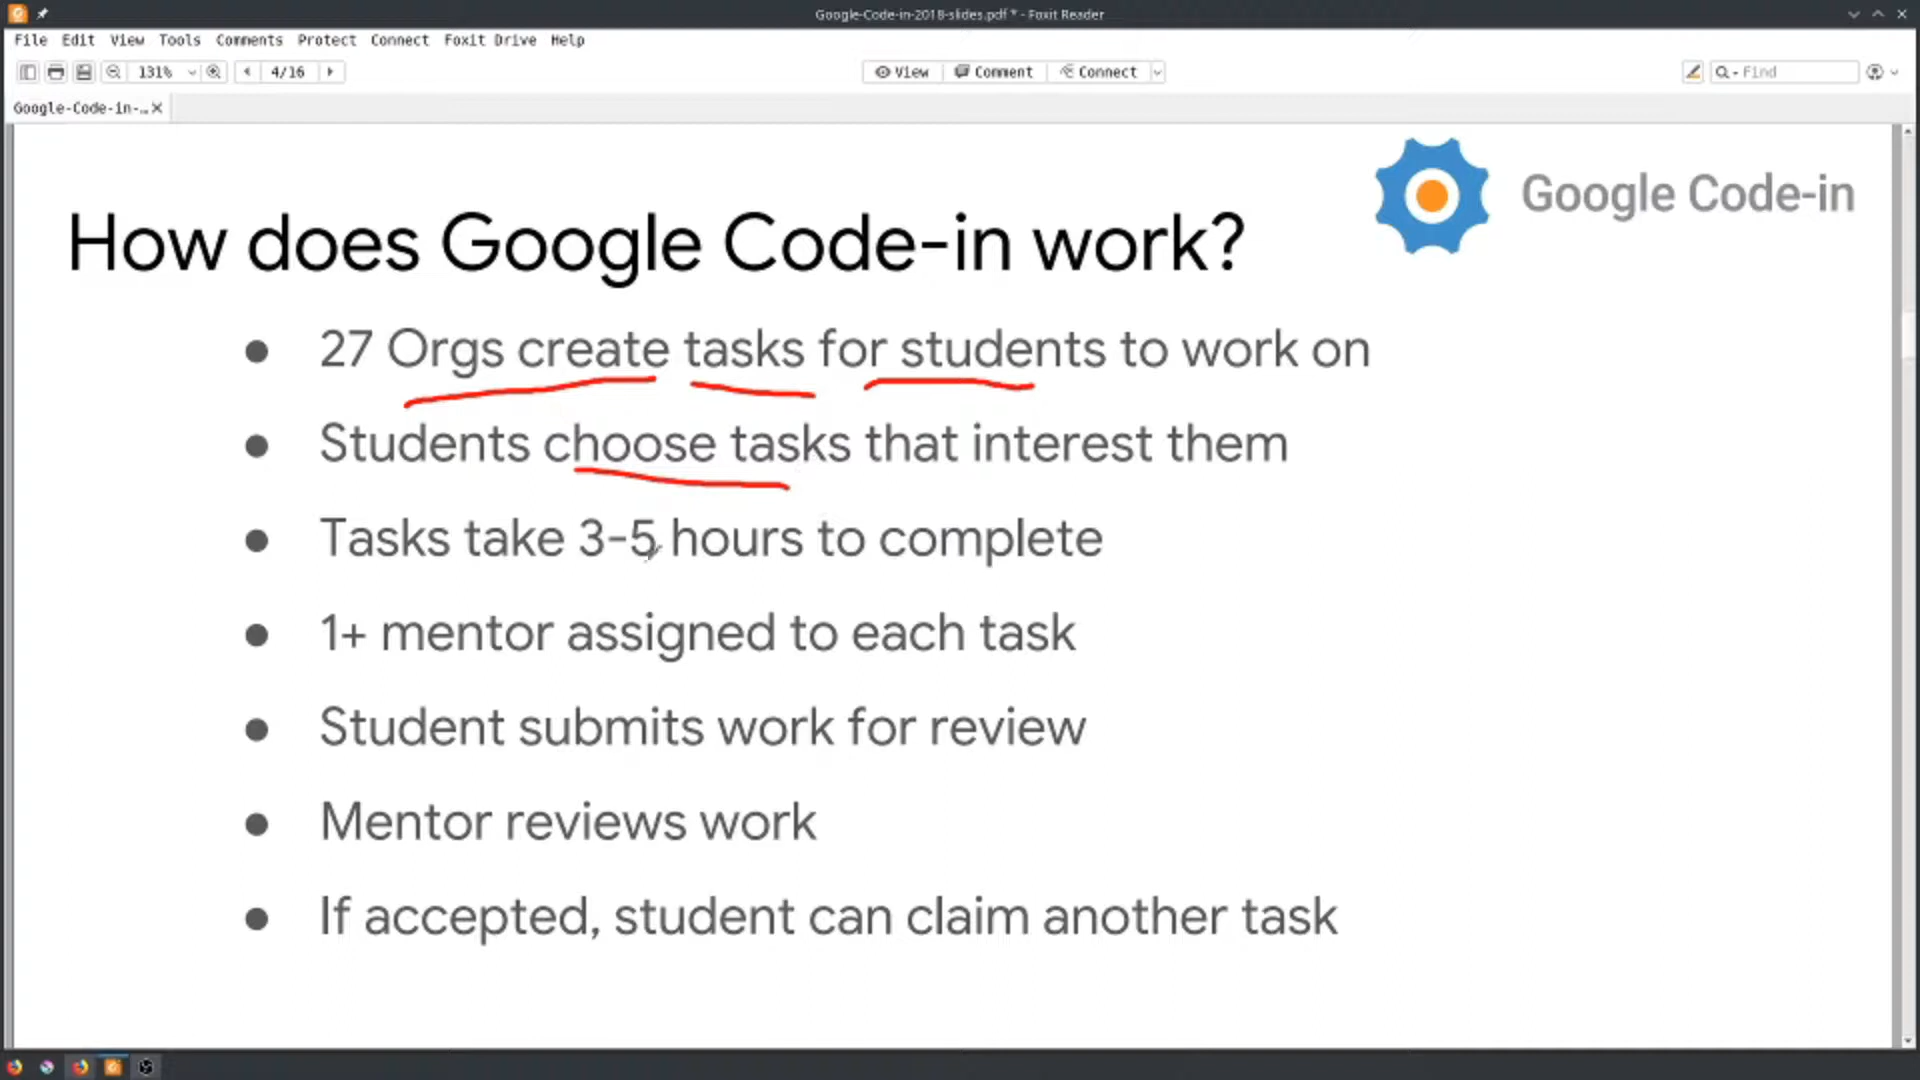 Google-Code-in-2018-slides.pdf * - Foxit Reader
File Edit View Tools Comments Protect Connect Foxit Drive Help
131% 4/16 View Comment Connect Find
Google-Code-in-…
Google Code-in
How does Google Code-in work?
● 27 Orgs create tasks for students to work on
● Students choose tasks that interest them
● Tasks take 3-5 hours to complete
● 1+ mentor assigned to each task
● Student submits work for review
● Mentor reviews work
● If accepted, student can claim another task